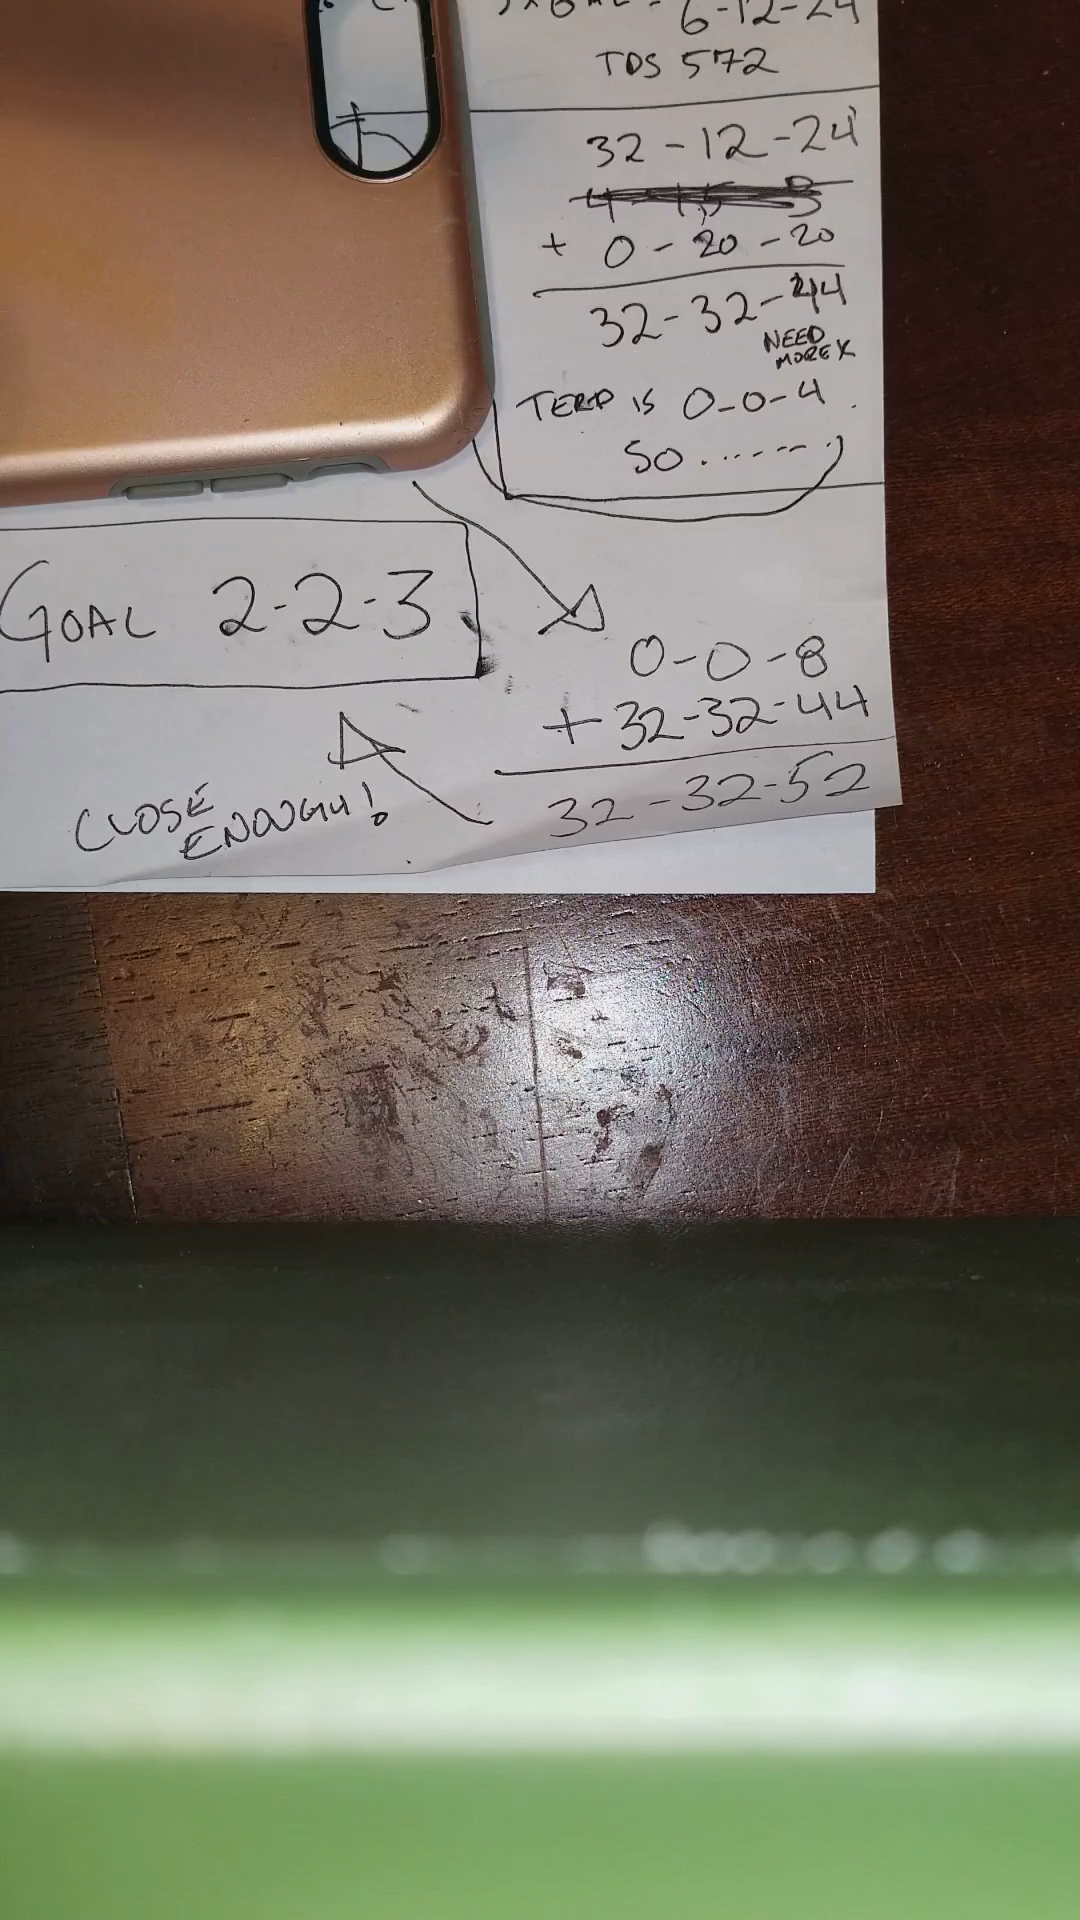 6-12-24
TDS 572
32-12-24
+ 0-20-20
32-32-44
NEED
MORE K
TERP IS 0-0-4
SO........
GOAL 2-2-3
0-0-8
+32-32-44
32-32-52
CLOSE
ENOUGH!